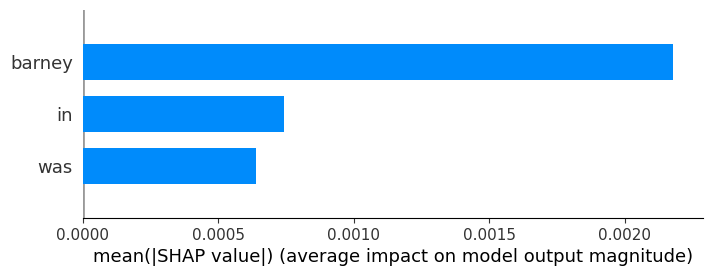 barney
in
was
0.0000 0.0005 0.0010 0.0015 0.0020
mean(|SHAP value|) (average impact on model output magnitude)